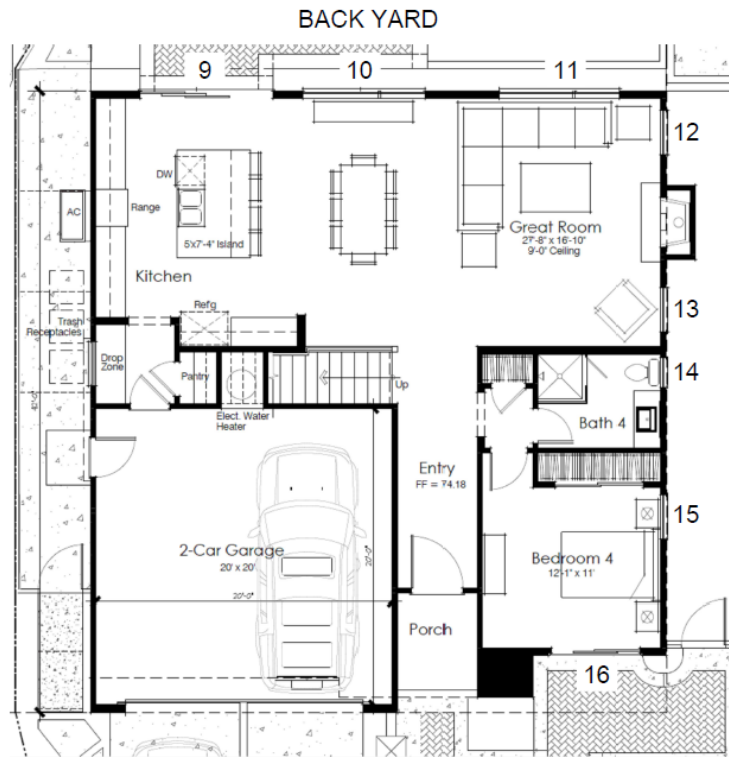 BACK YARD
9
10
11
12
DW
AC
Range
5'x7'-4" Island
Great Room
27'-8" x 16'-10"
9'-0" Ceiling
Kitchen
Refg
13
Trash
Receptacles
Drop
Zone
Pantry
Up
14
Elect. Water
Heater
Bath 4
Entry
FF = 74.18
15
2-Car Garage
20' x 20'
20'-0"
20'-0"
Bedroom 4
12'-1" x 11'
Porch
16